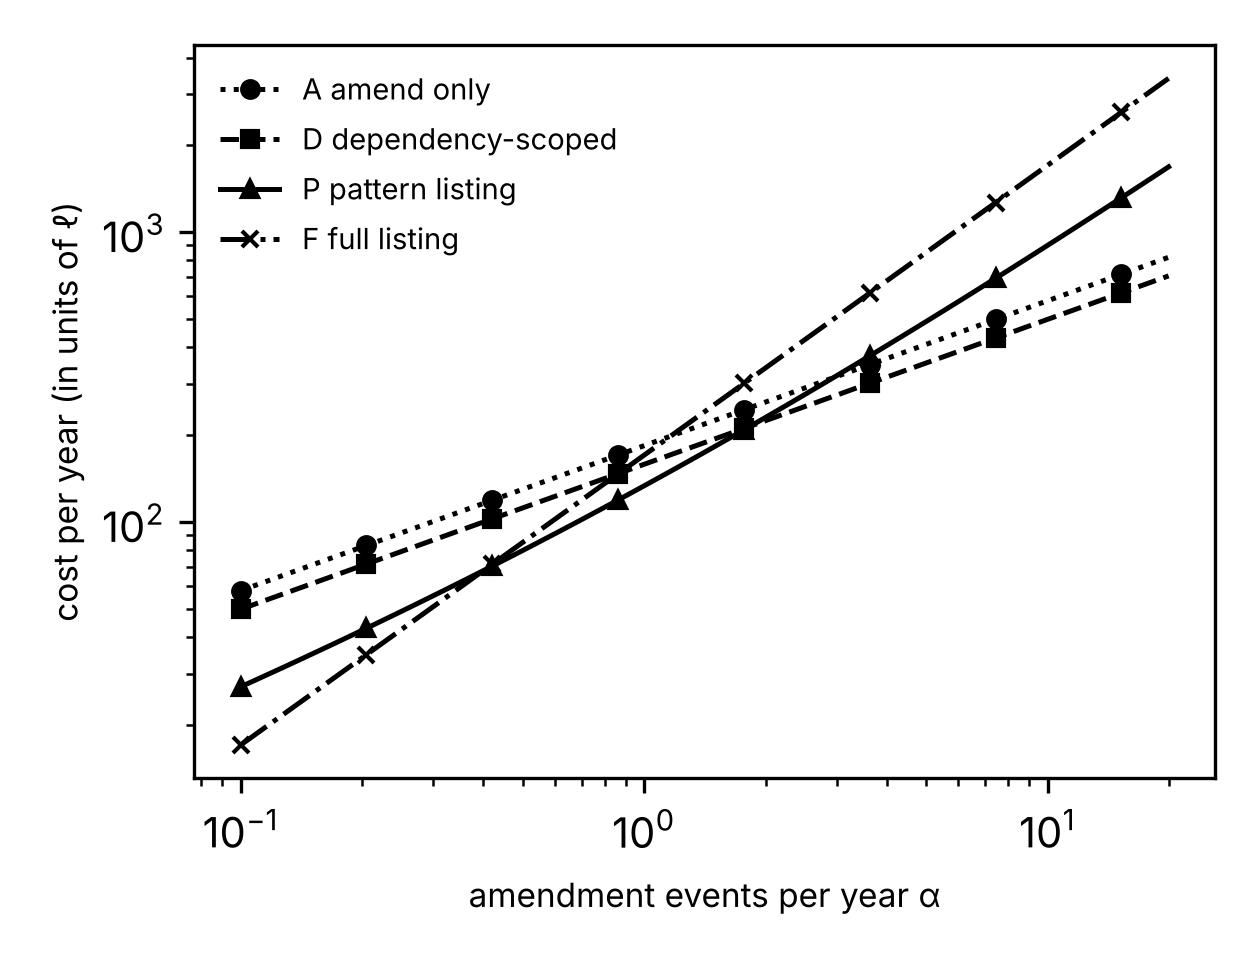 A amend only
D dependency-scoped
P pattern listing
F full listing
cost per year (in units of ℓ)
10³
10²
10⁻¹
10⁰
10¹
amendment events per year α